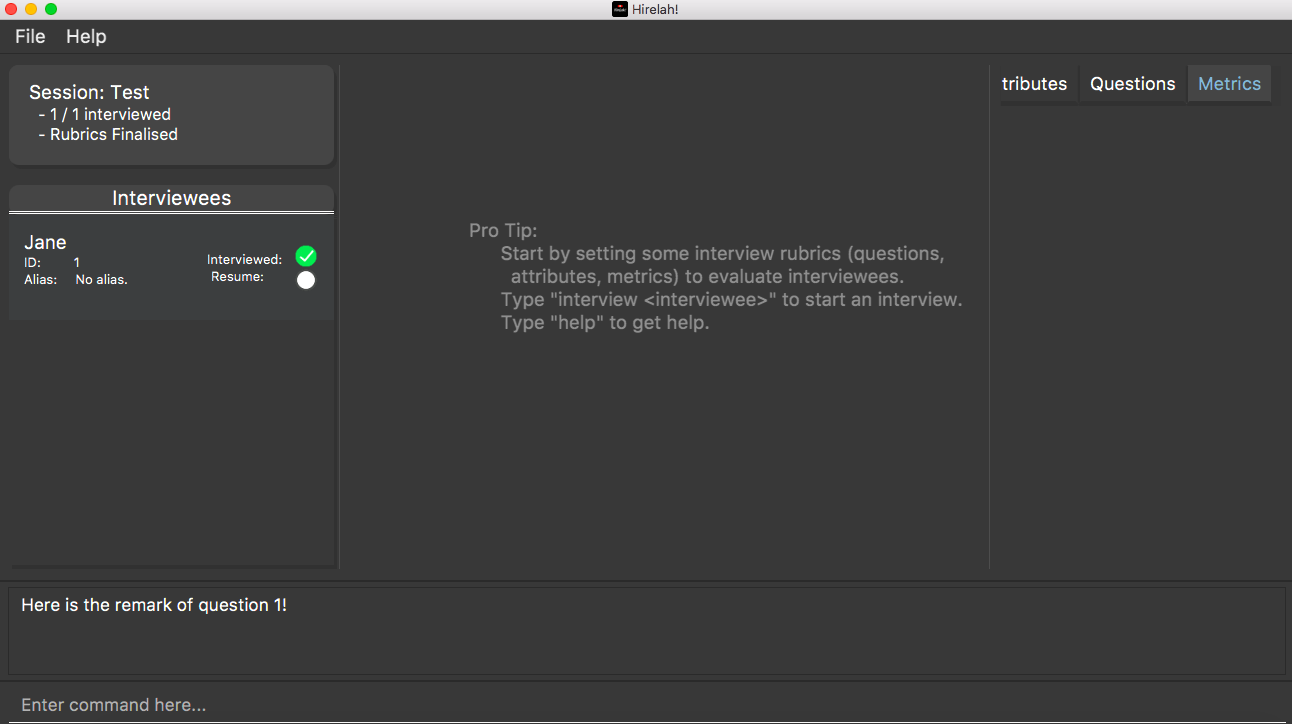 Hirelah!
File Help
Session: Test
- 1 / 1 interviewed
- Rubrics Finalised
Interviewees
Jane
ID: 1
Alias: No alias.
Interviewed:
Resume:
Pro Tip:
Start by setting some interview rubrics (questions,
attributes, metrics) to evaluate interviewees.
Type "interview <interviewee>" to start an interview.
Type "help" to get help.
tributes Questions Metrics
Here is the remark of question 1!
Enter command here...